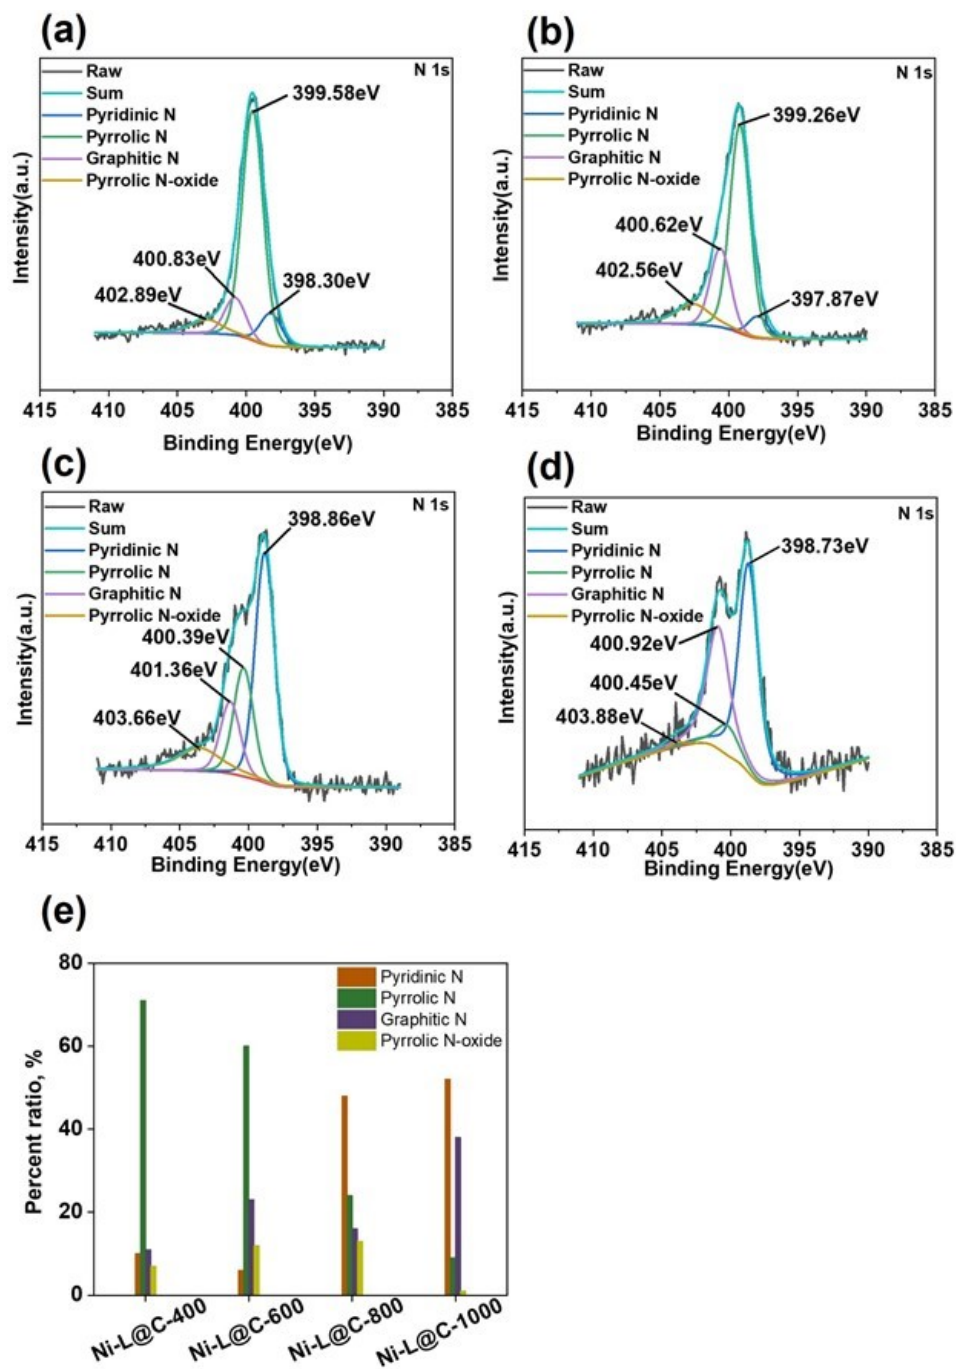 (a)
N 1s
Raw
Sum
Pyridinic N
Pyrrolic N
Graphitic N
Pyrrolic N-oxide
399.58eV
400.83eV
398.30eV
402.89eV
Intensity(a.u.)
415 410 405 400 395 390 385
Binding Energy(eV)
(b)
N 1s
Raw
Sum
Pyridinic N
Pyrrolic N
Graphitic N
Pyrrolic N-oxide
399.26eV
400.62eV
402.56eV
397.87eV
Intensity(a.u.)
415 410 405 400 395 390 385
Binding Energy(eV)
(c)
N 1s
Raw
Sum
Pyridinic N
Pyrrolic N
Graphitic N
Pyrrolic N-oxide
398.86eV
400.39eV
401.36eV
403.66eV
Intensity(a.u.)
415 410 405 400 395 390 385
Binding Energy(eV)
(d)
N 1s
Raw
Sum
Pyridinic N
Pyrrolic N
Graphitic N
Pyrrolic N-oxide
398.73eV
400.92eV
400.45eV
403.88eV
Intensity(a.u.)
415 410 405 400 395 390 385
Binding Energy(eV)
(e)
80
60
40
20
0
Percent ratio, %
Pyridinic N
Pyrrolic N
Graphitic N
Pyrrolic N-oxide
Ni-L@C-400 Ni-L@C-600 Ni-L@C-800 Ni-L@C-1000